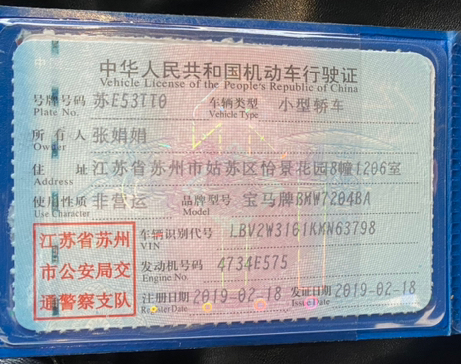 中华人民共和国机动车行驶证
Vehicle License of the People's Republic of China
号牌号码 苏E53TT0 车辆类型 小型轿车
Plate No. Vehicle Type
所有人 张娟娟
Owner
住址 江苏省苏州市姑苏区怡景花园8幢1206室
Address
使用性质 非营运 品牌型号 宝马牌BMW7204BA
Use Character Model
江苏省苏州
市公安局交
通警察支队
车辆识别代号 LBV2W3161KMN63798
VIN
发动机号码 4734E575
Engine No.
注册日期 2019-02-18 发证日期 2019-02-18
Register Date Issue Date